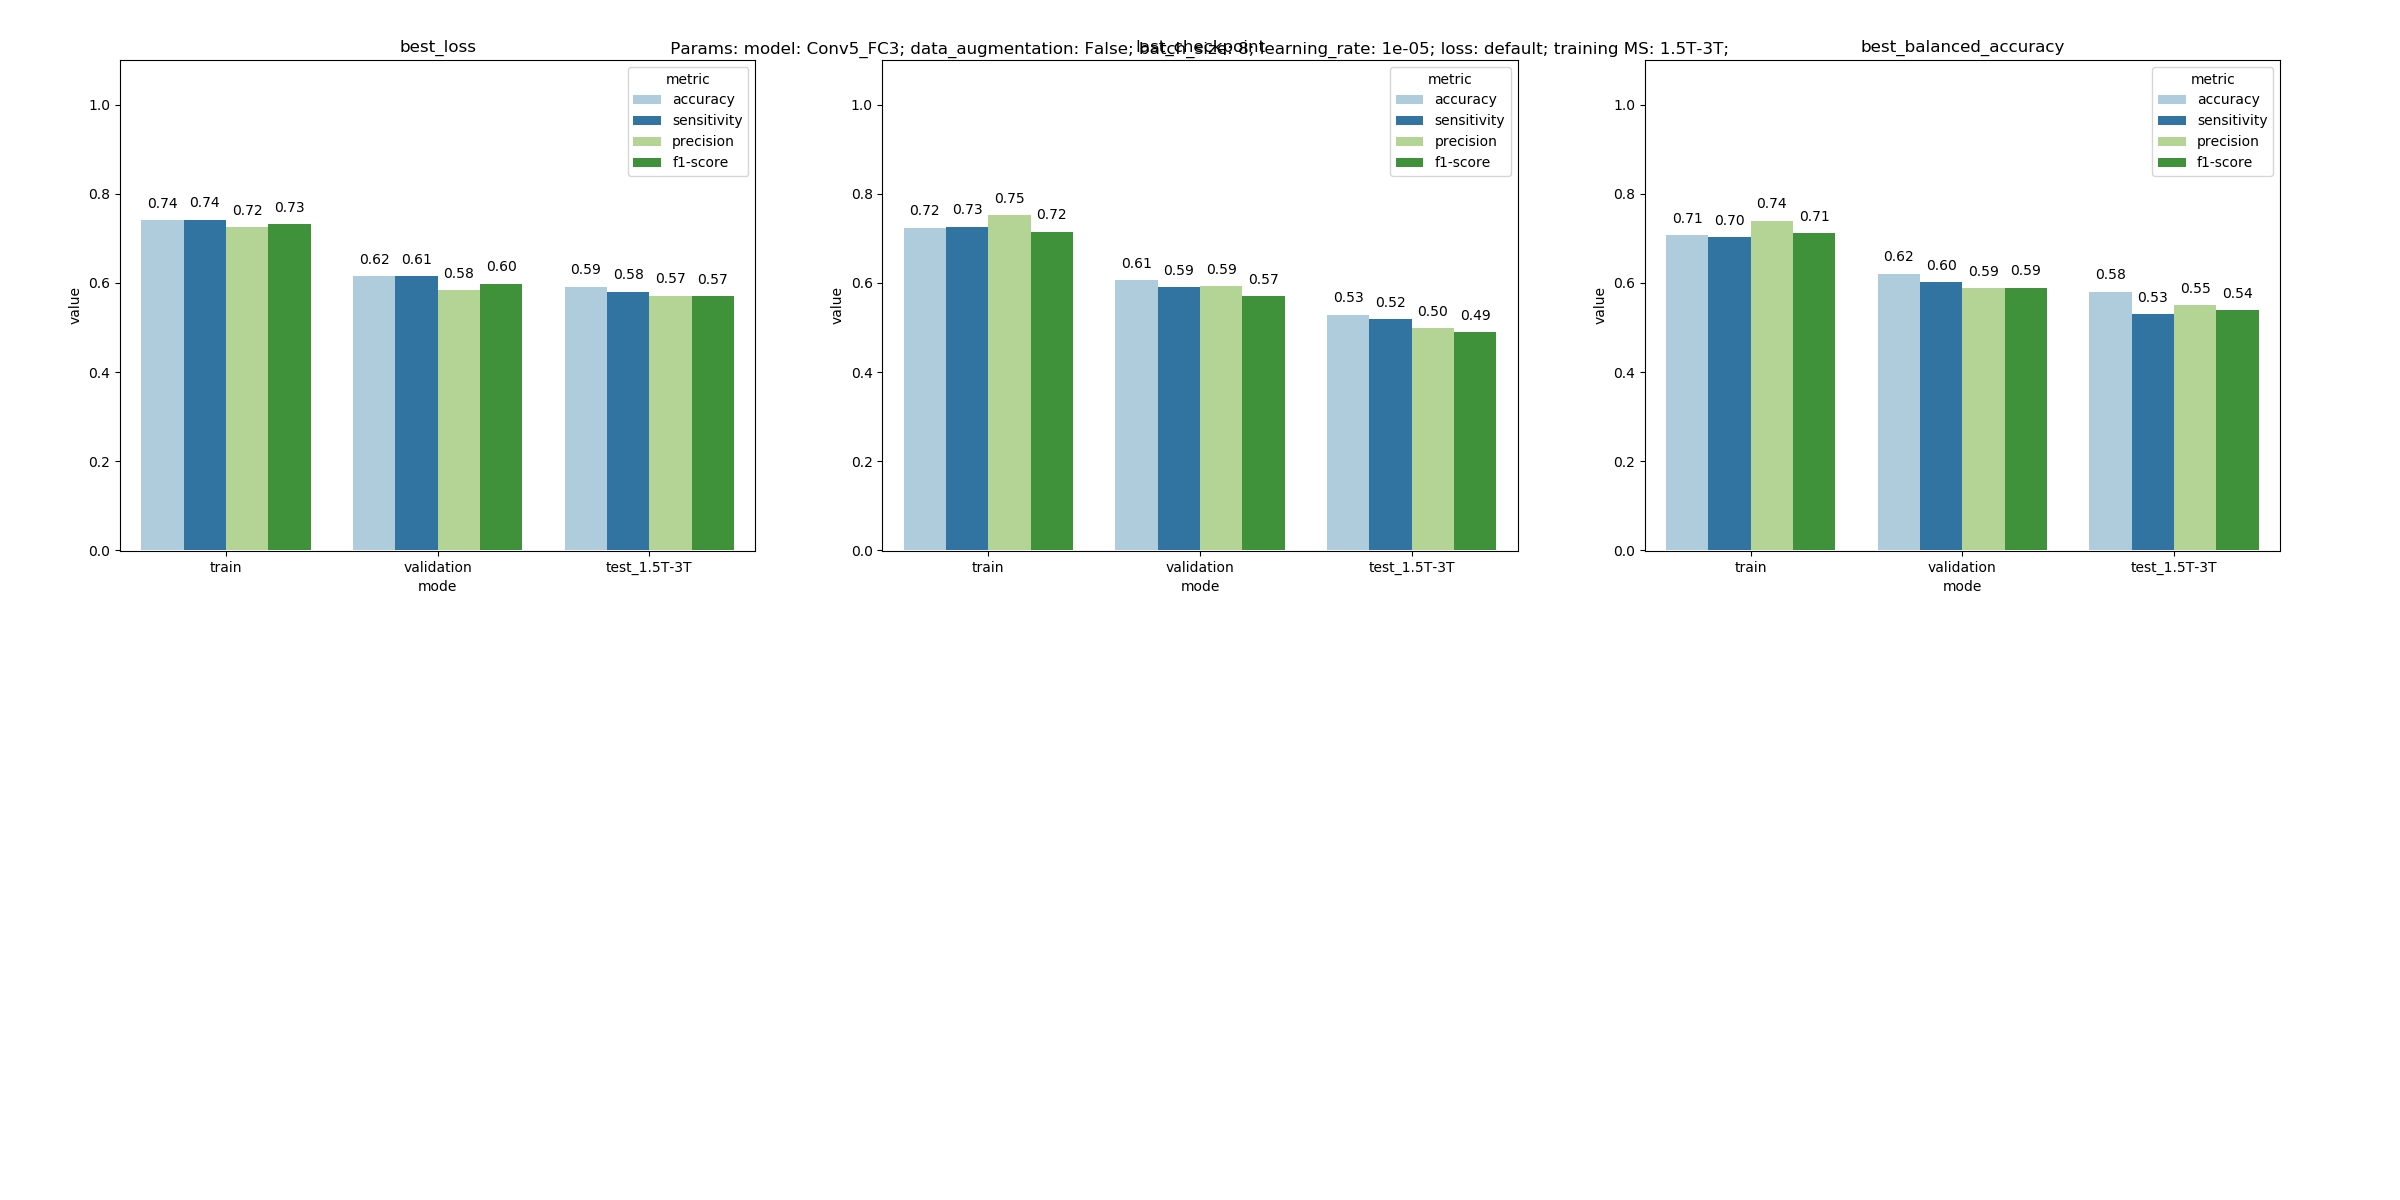 Params: model: Conv5_FC3; data_augmentation: False; batch_size: 8; learning_rate: 1e-05; loss: default; training MS: 1.5T-3T;
best_loss
metric
accuracy
sensitivity
precision
f1-score
1.0
0.8
0.6
0.4
0.2
0.0
value
0.74 0.74 0.72 0.73
0.62 0.61 0.58 0.60
0.59 0.58 0.57 0.57
train validation test_1.5T-3T
mode
last_checkpoint
metric
accuracy
sensitivity
precision
f1-score
1.0
0.8
0.6
0.4
0.2
0.0
value
0.72 0.73 0.75 0.72
0.61 0.59 0.59 0.57
0.53 0.52 0.50 0.49
train validation test_1.5T-3T
mode
best_balanced_accuracy
metric
accuracy
sensitivity
precision
f1-score
1.0
0.8
0.6
0.4
0.2
0.0
value
0.71 0.70 0.74 0.71
0.62 0.60 0.59 0.59
0.58 0.53 0.55 0.54
train validation test_1.5T-3T
mode